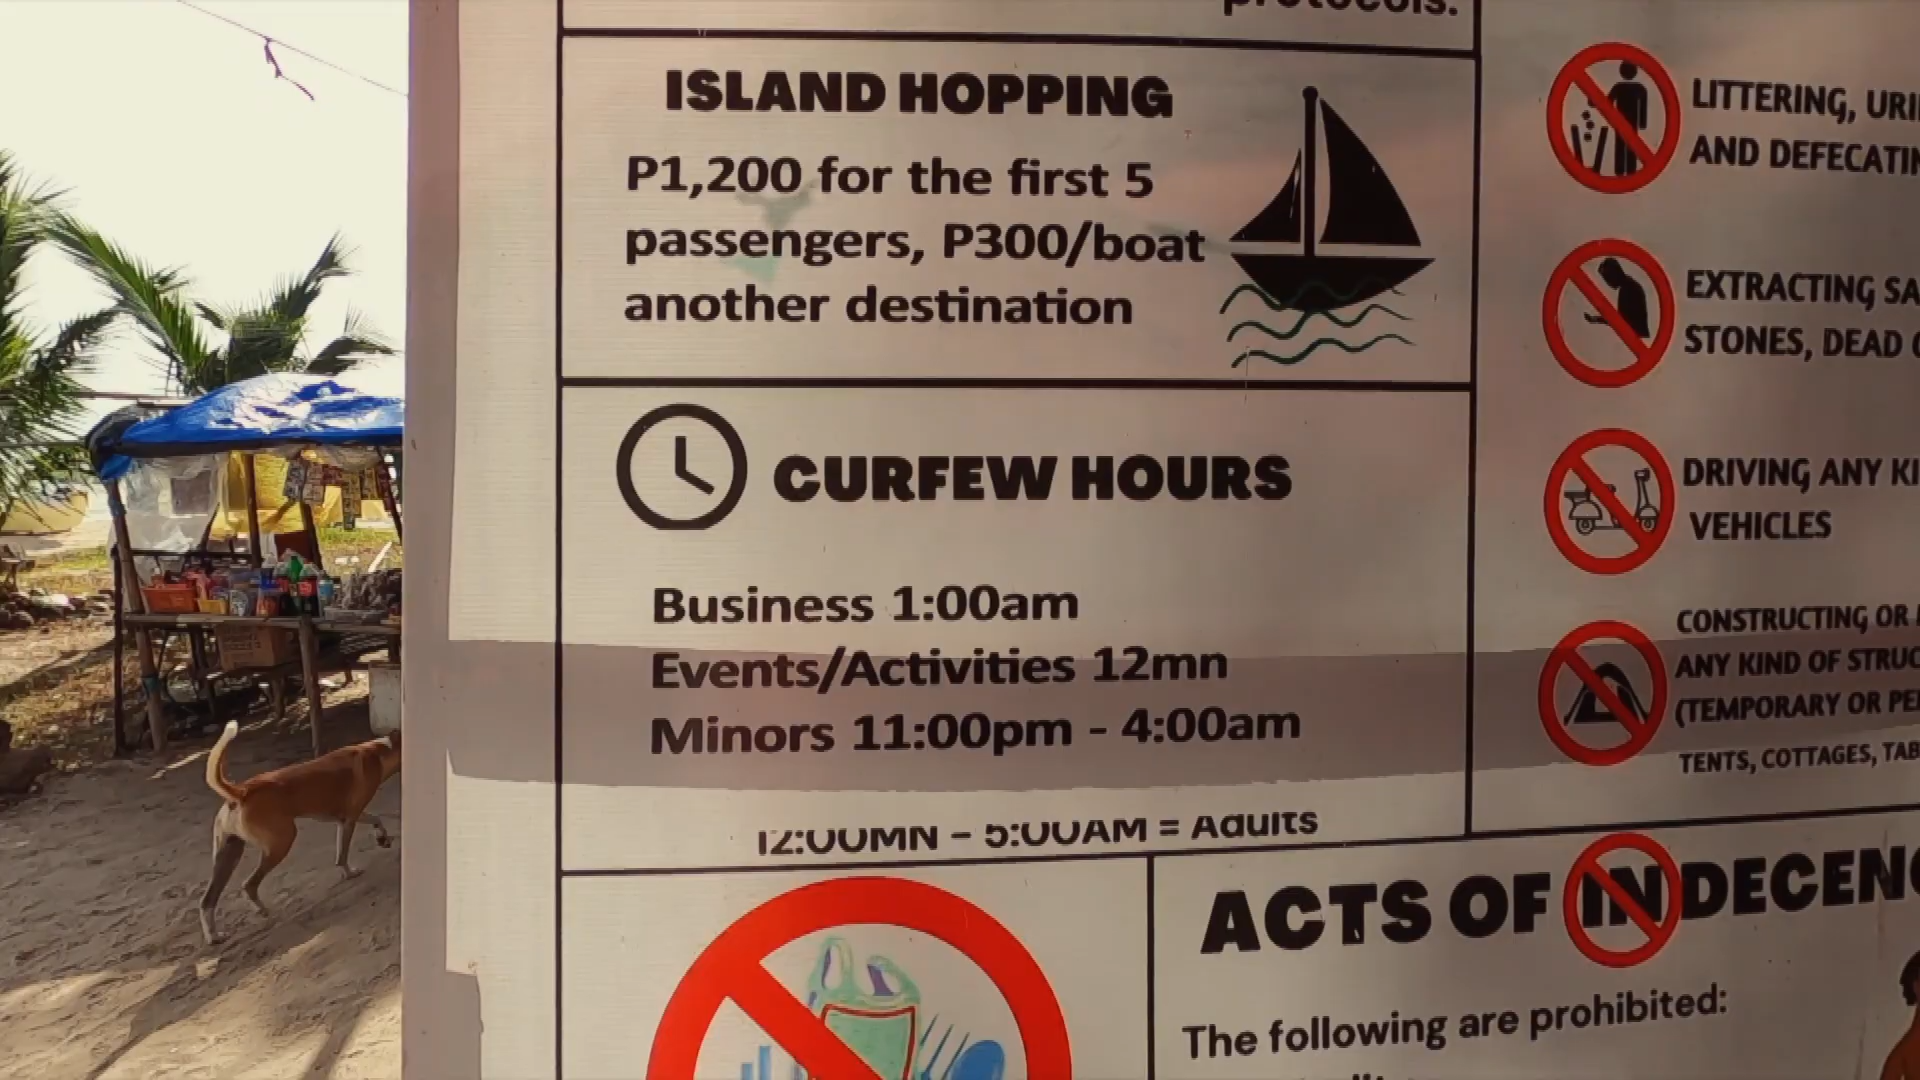 protocols.
ISLAND HOPPING
P1,200 for the first 5
passengers, P300/boat
another destination
CURFEW HOURS
Business 1:00am
Events/Activities 12mn
Minors 11:00pm - 4:00am
12:00MN - 5:00AM = Adults
LITTERING, URI
AND DEFECATIN
EXTRACTING SA
STONES, DEAD
DRIVING ANY KI
VEHICLES
CONSTRUCTING OR
ANY KIND OF STRUC
(TEMPORARY OR PE
TENTS, COTTAGES, TAB
ACTS OF INDECENC
The following are prohibited: